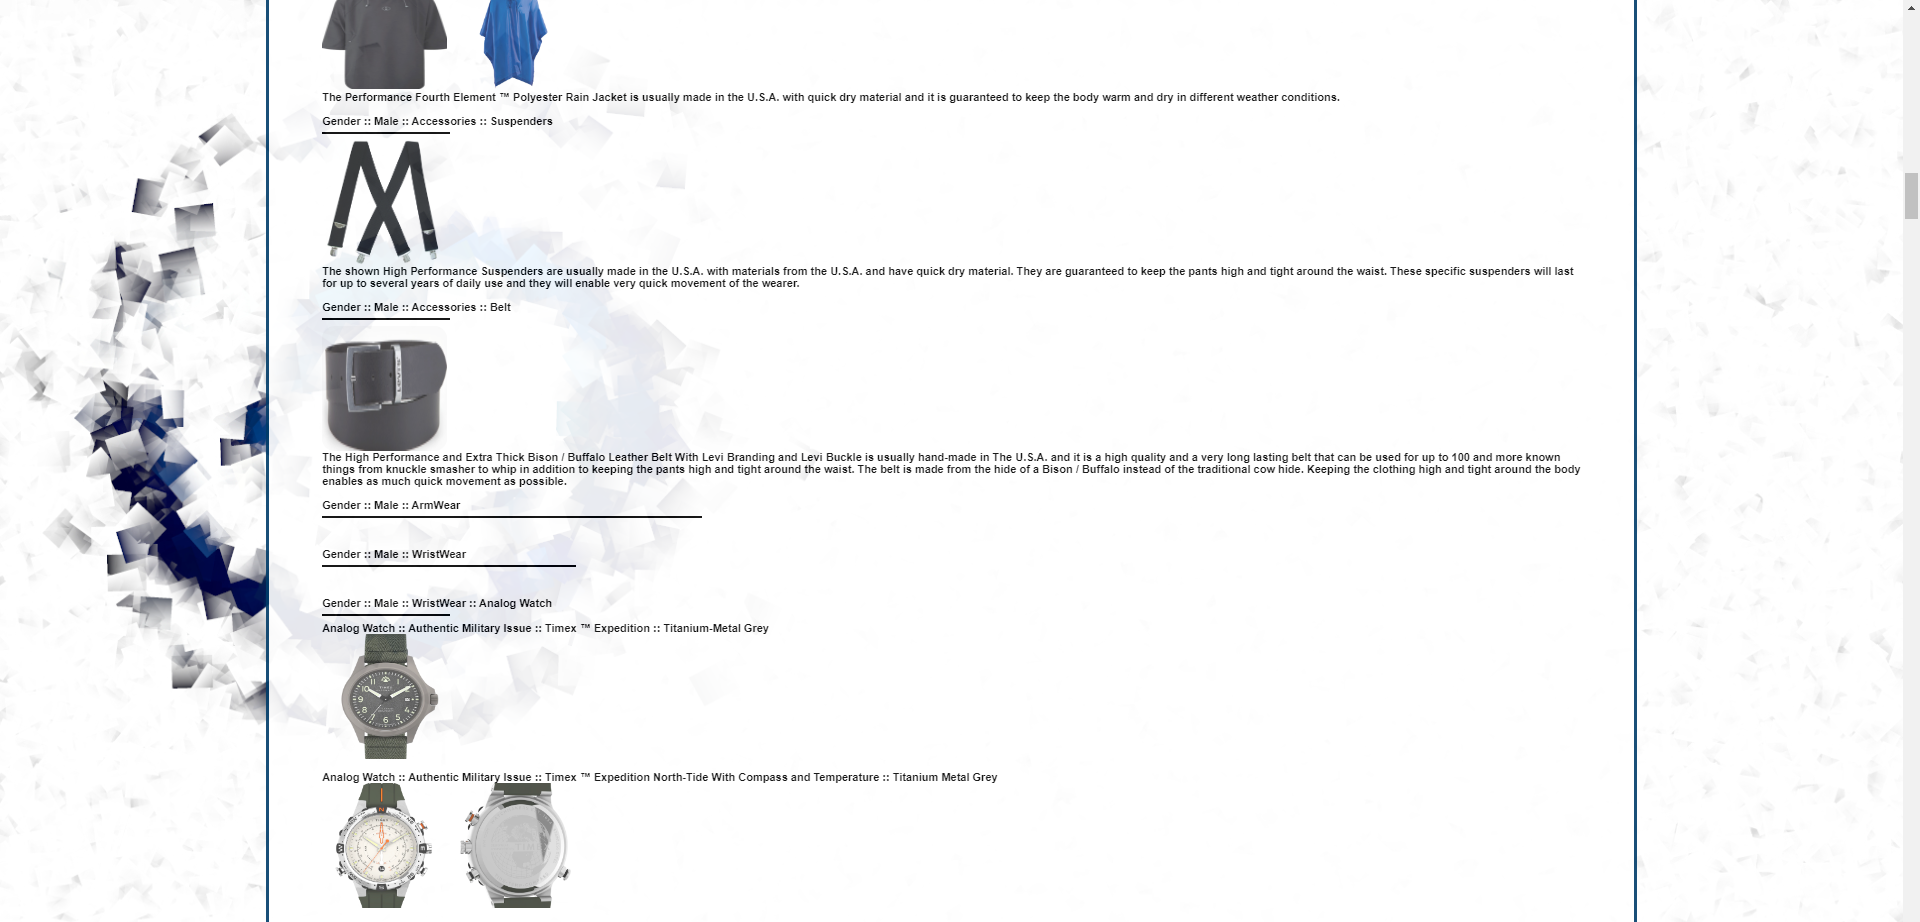 The Performance Fourth Element ™ Polyester Rain Jacket is usually made in the U.S.A. with quick dry material and it is guaranteed to keep the body warm and dry in different weather conditions.
Gender :: Male :: Accessories :: Suspenders
The shown High Performance Suspenders are usually made in the U.S.A. with materials from the U.S.A. and have quick dry material. They are guaranteed to keep the pants high and tight around the waist. These specific suspenders will last
for up to several years of daily use and they will enable very quick movement of the wearer.
Gender :: Male :: Accessories :: Belt
The High Performance and Extra Thick Bison / Buffalo Leather Belt With Levi Branding and Levi Buckle is usually hand-made in The U.S.A. and it is a high quality and a very long lasting belt that can be used for up to 100 and more known
things from knuckle smasher to whip in addition to keeping the pants high and tight around the waist. The belt is made from the hide of a Bison / Buffalo instead of the traditional cow hide. Keeping the clothing high and tight around the body
enables as much quick movement as possible.
Gender :: Male :: ArmWear
Gender :: Male :: WristWear
Gender :: Male :: WristWear :: Analog Watch
Analog Watch :: Authentic Military Issue :: Timex ™ Expedition :: Titanium-Metal Grey
Analog Watch :: Authentic Military Issue :: Timex ™ Expedition North-Tide With Compass and Temperature :: Titanium Metal Grey